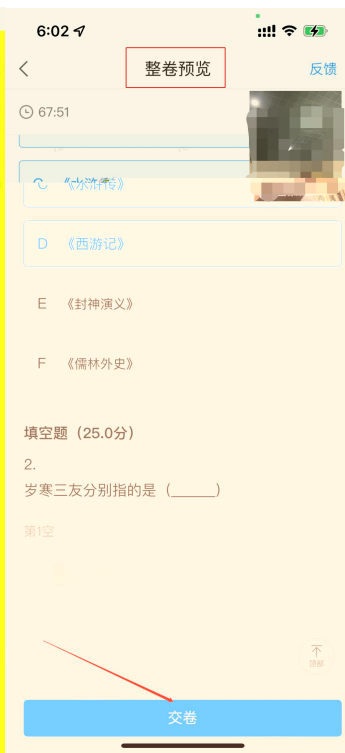 6:02
整卷预览
反馈
67:51
C 《水浒传》
D 《西游记》
E 《封神演义》
F 《儒林外史》
填空题（25.0分）
2.
岁寒三友分别指的是（_____）
第1空
顶部
交卷